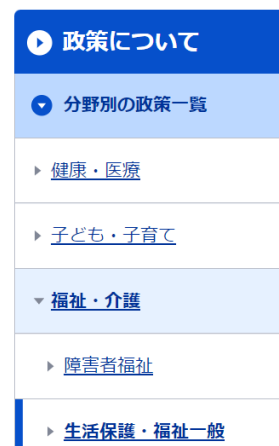 政策について
分野別の政策一覧
健康・医療
子ども・子育て
福祉・介護
障害者福祉
生活保護・福祉一般